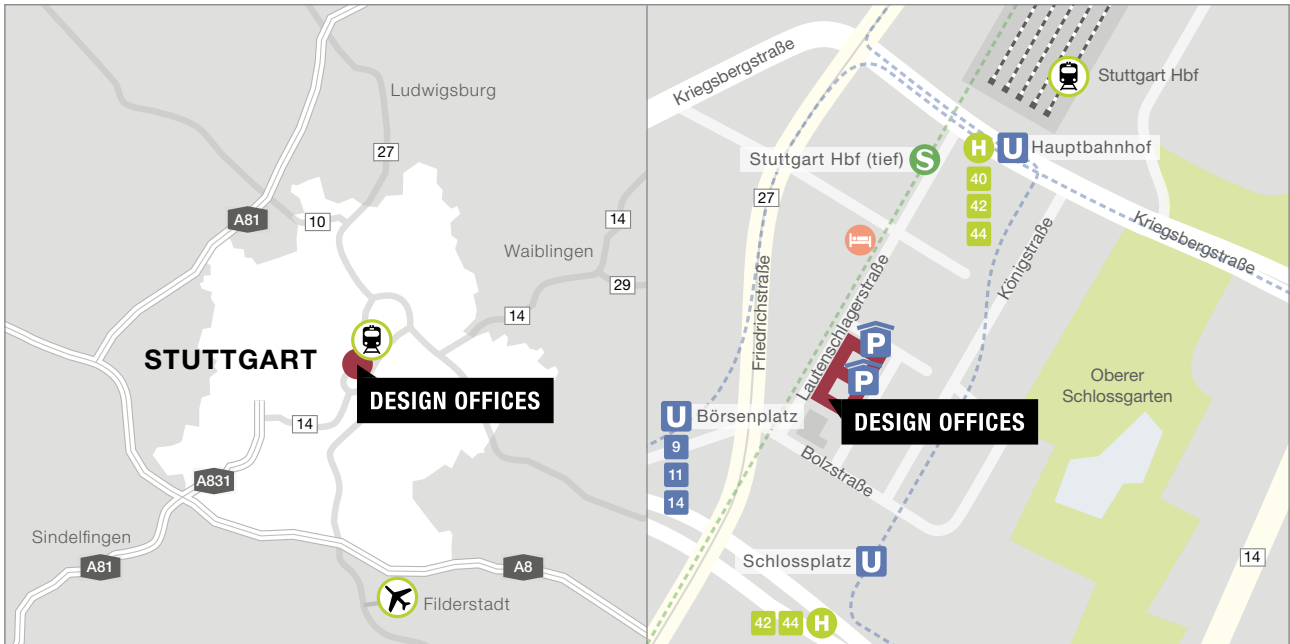 Ludwigsburg
27
A81
10
14
Waiblingen
29
14
STUTTGART
DESIGN OFFICES
14
A831
Sindelfingen
A81
A8
Filderstadt
Kriegsbergstraße
Stuttgart Hbf
Stuttgart Hbf (tief)
S
H
U
Hauptbahnhof
40
42
44
27
Kriegsbergstraße
Königstraße
Friedrichstraße
Lautenschlagerstraße
P
P
Oberer
Schlossgarten
DESIGN OFFICES
U
Börsenplatz
9
11
14
Bolzstraße
Schlossplatz
U
14
42
44
H